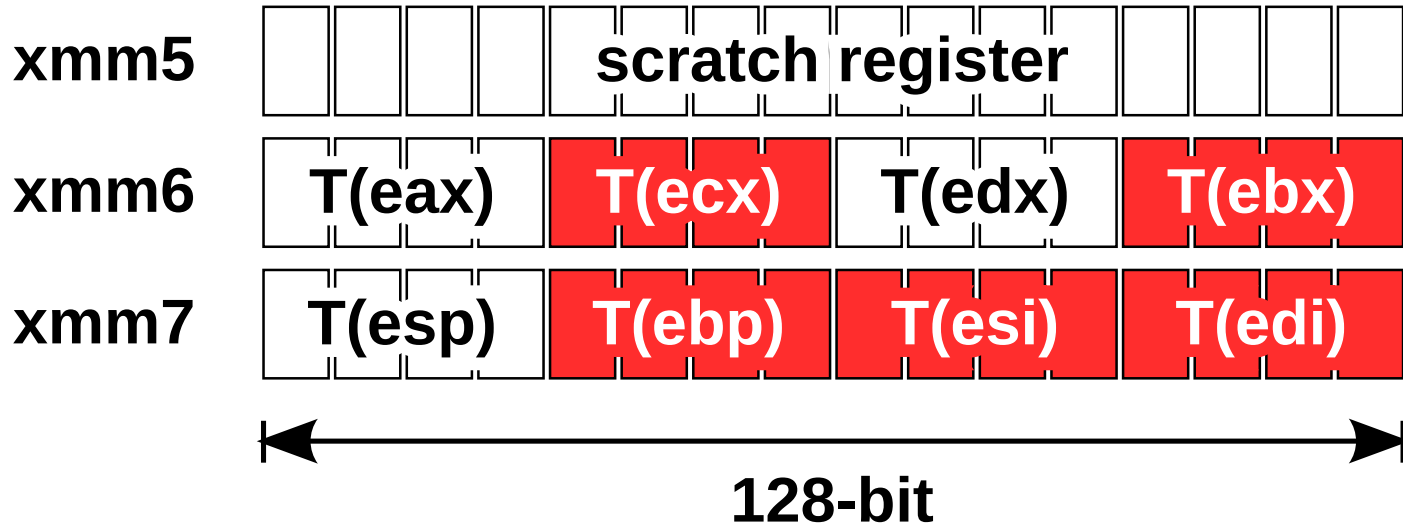 xmm5 scratch register
xmm6 T(eax) T(ecx) T(edx) T(ebx)
xmm7 T(esp) T(ebp) T(esi) T(edi)
128-bit